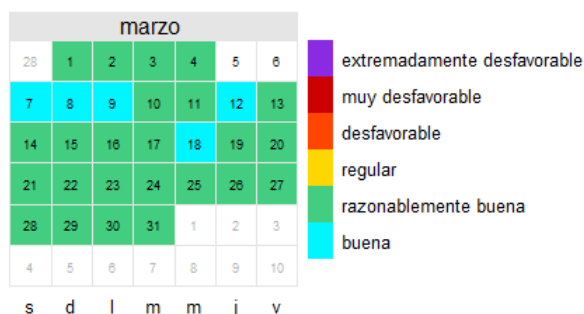 marzo
28 1 2 3 4 5 6
7 8 9 10 11 12 13
14 15 16 17 18 19 20
21 22 23 24 25 26 27
28 29 30 31 1 2 3
4 5 6 7 8 9 10
s d l m m j v
extremadamente desfavorable
muy desfavorable
desfavorable
regular
razonablemente buena
buena